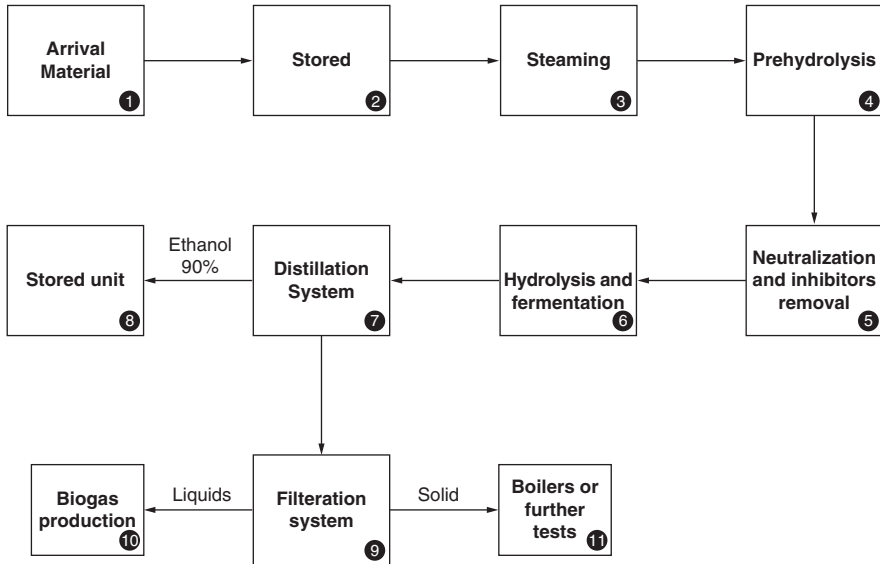 Arrival
Material
1
Stored
2
Steaming
3
Prehydrolysis
4
Stored unit
8
Ethanol
90%
Distillation
System
7
Hydrolysis and
fermentation
6
Neutralization
and inhibitors
removal
5
Biogas
production
10
Liquids
Filteration
system
9
Solid
Boilers or
further
tests
11